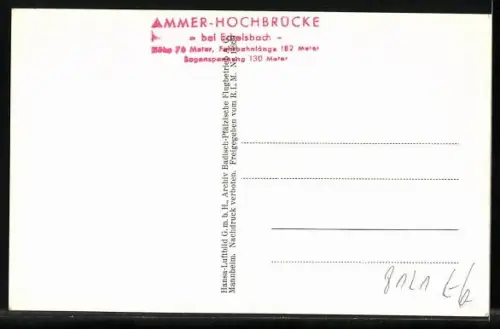 AMMER-HOCHBRÜCKE
- bei Echelsbach -
Höhe 76 Meter, Fahrbahnlänge 182 Meter
Bogenspannung 130 Meter
Hansa-Luftbild G.m.b.H., Archiv Badisch-Pfälzische Flugbetrieb A.G.
Mannheim. Nachdruck verboten. Freigegeben vom R.L.M.